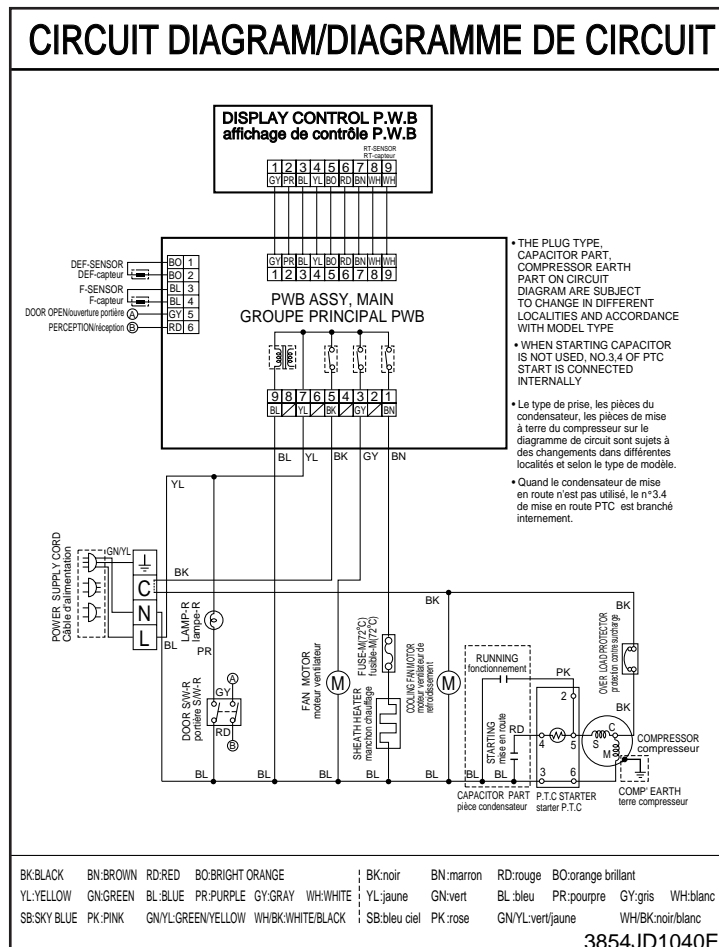 CIRCUIT DIAGRAM/DIAGRAMME DE CIRCUIT
DISPLAY CONTROL P.W.B
affichage de contrôle P.W.B
RT-SENSOR
RT-capteur
1 2 3 4 5 6 7 8 9
GY PR BL YL BO RD BN WH WH
GY PR BL YL BO RD BN WH WH
1 2 3 4 5 6 7 8 9
DEF-SENSOR
DEF-capteur
F-SENSOR
F-capteur
DOOR OPEN/ouverture portière A
PERCEPTION/réception B
BO 1
BO 2
BL 3
BL 4
GY 5
RD 6
PWB ASSY, MAIN
GROUPE PRINCIPAL PWB
9 8 7 6 5 4 3 2 1
BL YL BK GY BN
BL YL BK GY BN
• THE PLUG TYPE,
CAPACITOR PART,
COMPRESSOR EARTH
PART ON CIRCUIT
DIAGRAM ARE SUBJECT
TO CHANGE IN DIFFERENT
LOCALITIES AND ACCORDANCE
WITH MODEL TYPE
• WHEN STARTING CAPACITOR
IS NOT USED, NO.3,4 OF PTC
START IS CONNECTED
INTERNALLY
• Le type de prise, les pièces du
condensateur, les pièces de mise
à terre du compresseur sur le
diagramme de circuit sont sujets à
des changements dans différentes
localités et selon le type de modèle.
• Quand le condensateur de mise
en route n'est pas utilisé, le n°3.4
de mise en route PTC est branché
internement.
YL
POWER SUPPLY CORD
Câble d'alimentation
GN/YL
C
N
L
BK
BL
LAMP-R
lampe-R
PR
DOOR S/W-R
portière S/W-R
A
GY
RD
B
FAN MOTOR
moteur ventilateur
M
FUSE-M(72°C)
fusible-M(72°C)
SHEATH HEATER
manchon chauffage
COOLING FAN MOTOR
moteur ventilateur de
refroidissement
M
BK
RUNNING
fonctionnement
STARTING
mise en route
RD
PK
2
4 5
3 6
CAPACITOR PART
pièce condensateur
P.T.C STARTER
starter P.T.C
BK
OVER LOAD PROTECTOR
protection contre surcharge
BK
C
S
M
COMPRESSOR
compresseur
COMP' EARTH
terre compresseur
BL BL BL BL BL BL BL
BK:BLACK BN:BROWN RD:RED BO:BRIGHT ORANGE
YL:YELLOW GN:GREEN BL:BLUE PR:PURPLE GY:GRAY WH:WHITE
SB:SKY BLUE PK:PINK GN/YL:GREEN/YELLOW WH/BK:WHITE/BLACK
BK:noir BN:marron RD:rouge BO:orange brillant
YL:jaune GN:vert BL:bleu PR:pourpre GY:gris WH:blanc
SB:bleu ciel PK:rose GN/YL:vert/jaune WH/BK:noir/blanc